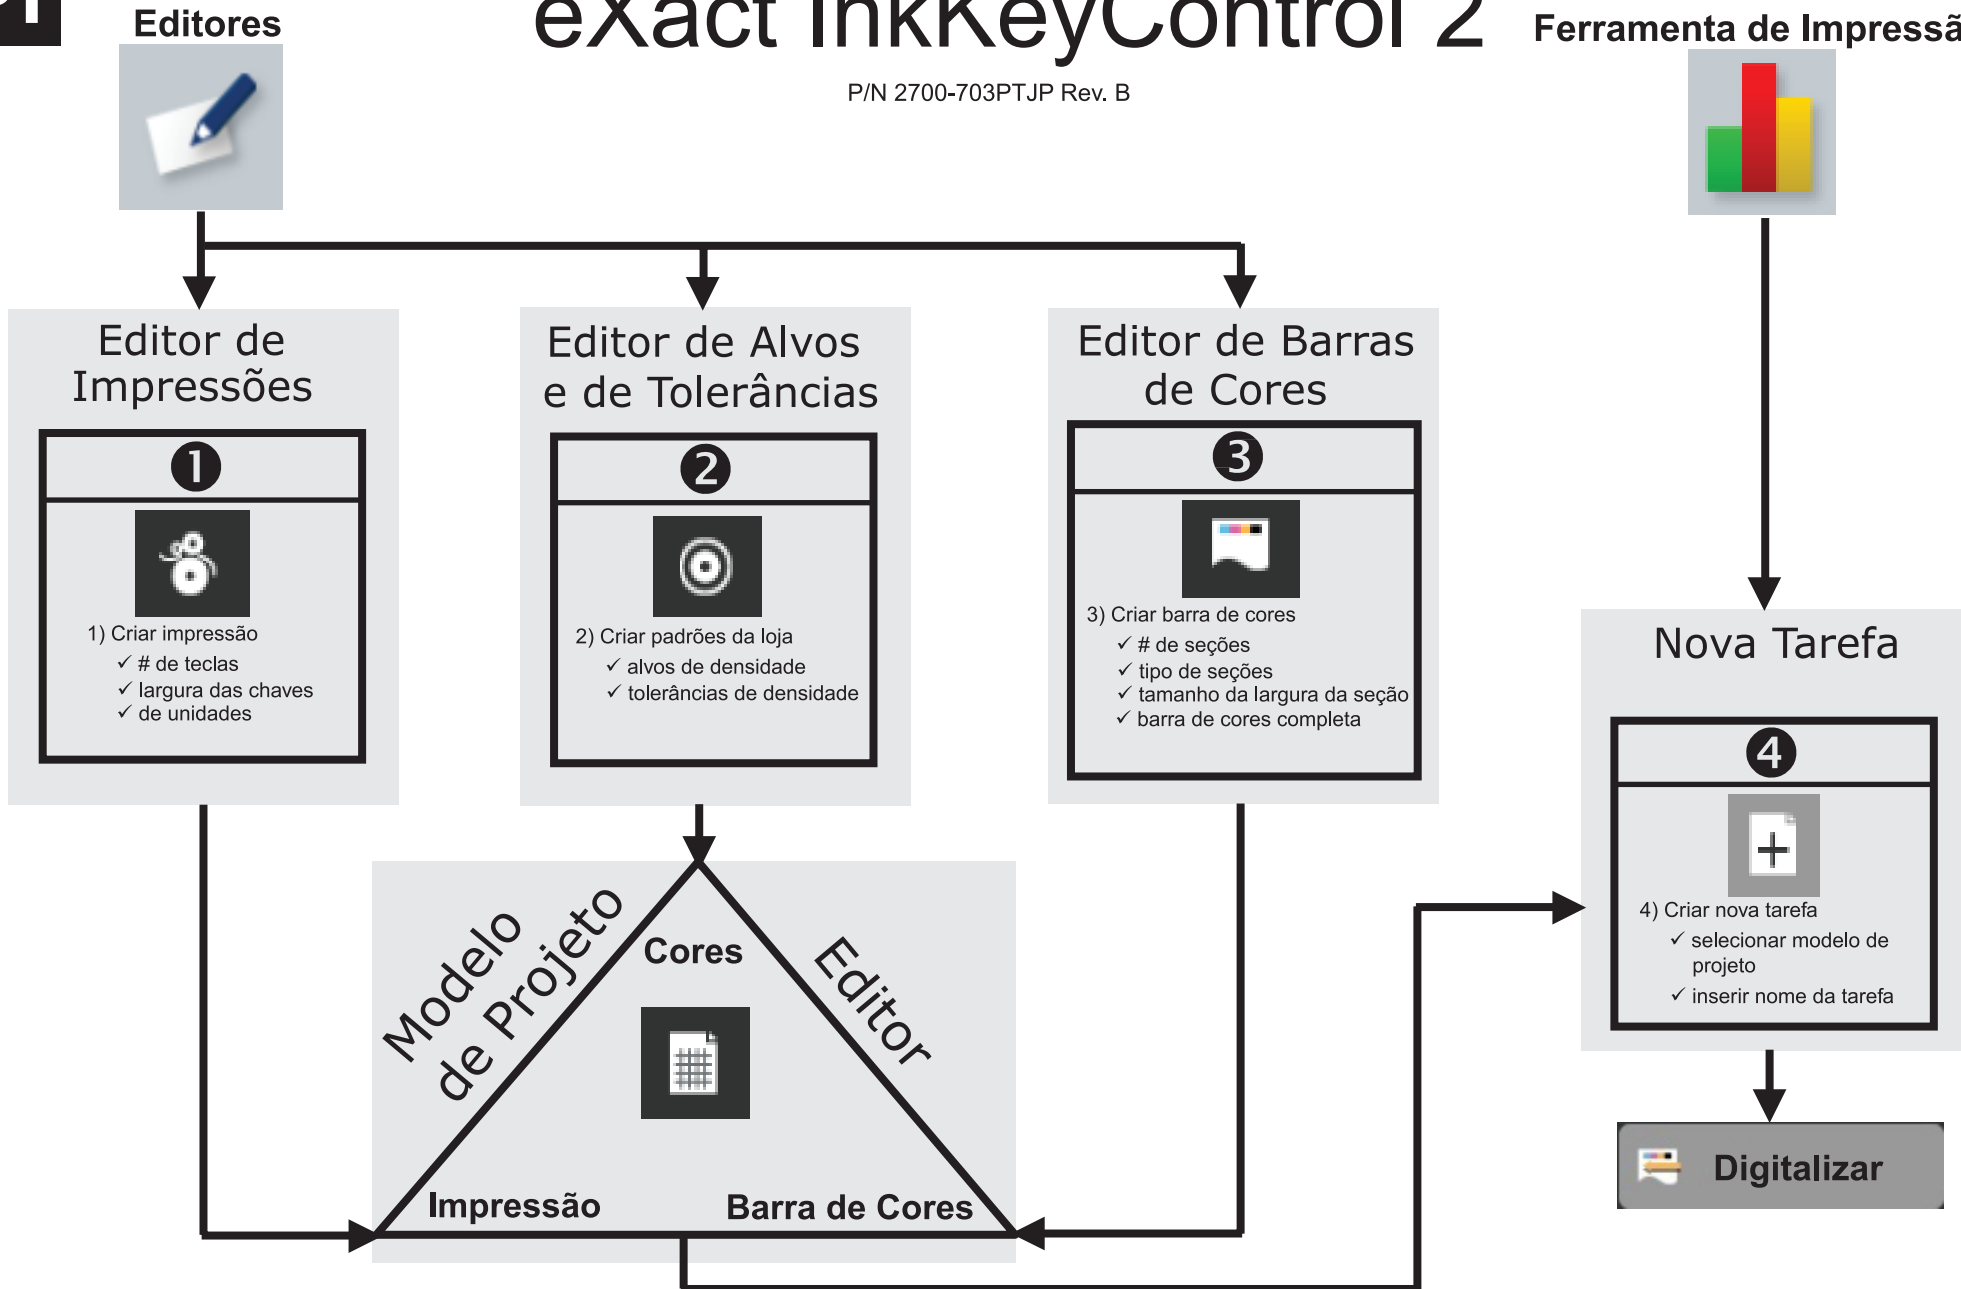 Editores
eXact InkKeyControl 2
Ferramenta de Impressã
P/N 2700-703PTJP Rev. B
Editor de
Impressões
1
1) Criar impressão
✓ # de teclas
✓ largura das chaves
✓ de unidades
Editor de Alvos
e de Tolerâncias
2
2) Criar padrões da loja
✓ alvos de densidade
✓ tolerâncias de densidade
Editor de Barras
de Cores
3
3) Criar barra de cores
✓ # de seções
✓ tipo de seções
✓ tamanho da largura da seção
✓ barra de cores completa
Nova Tarefa
4
4) Criar nova tarefa
✓ selecionar modelo de
projeto
✓ inserir nome da tarefa
Modelo
de Projeto
Editor
Cores
Impressão
Barra de Cores
Digitalizar